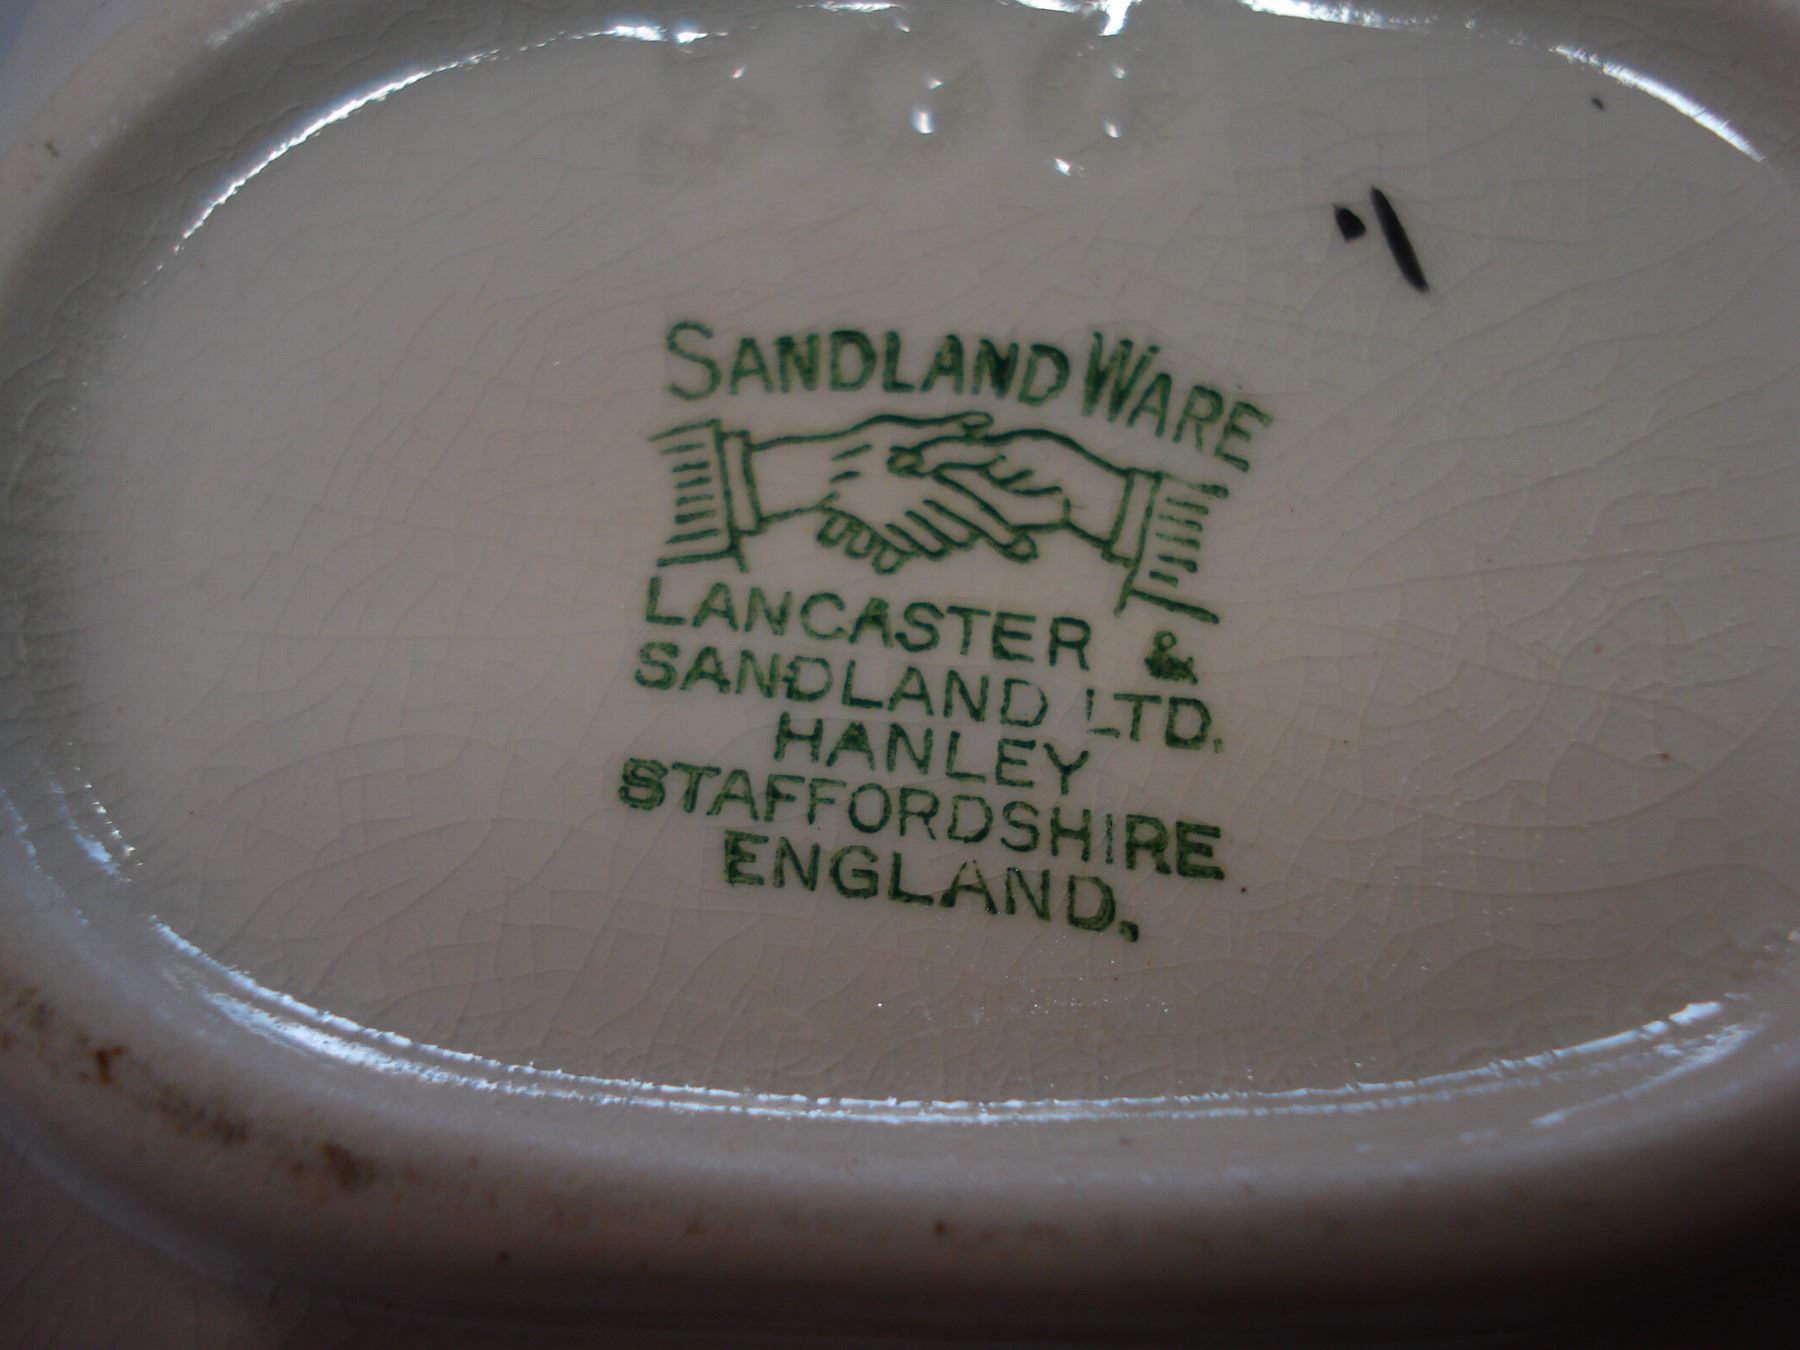 SANDLAND WARE
LANCASTER &
SANDLAND LTD.
HANLEY
STAFFORDSHIRE
ENGLAND.